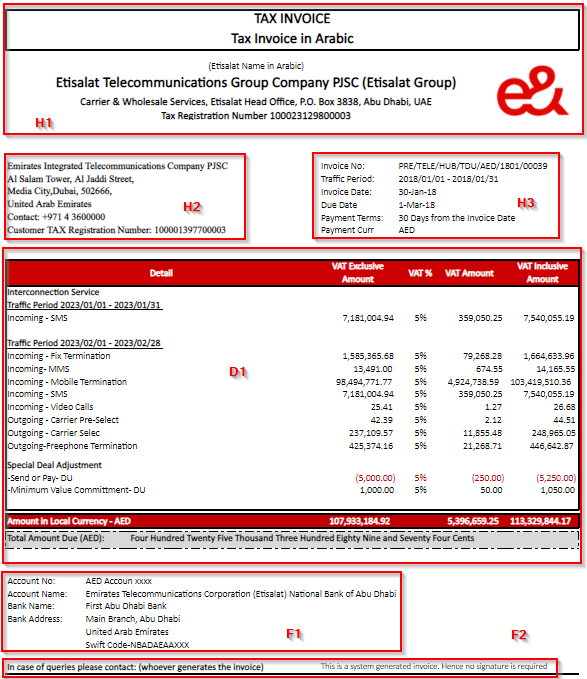 TAX INVOICE
Tax Invoice in Arabic
(Etisalat Name in Arabic)
Etisalat Telecommunications Group Company PJSC (Etisalat Group)
Carrier & Wholesale Services, Etisalat Head Office, P.O. Box 3838, Abu Dhabi, UAE
Tax Registration Number 100023129800003
e&
H1
Emirates Integrated Telecommunications Company PJSC
Al Salam Tower, Al Jaddi Street,
Media City,Dubai, 502666,
United Arab Emirates
Contact: +971 4 3600000
Customer TAX Registration Number: 100001397700003
H2
Invoice No: PRE/TELE/HUB/TDU/AED/1801/00039
Traffic Period: 2018/01/01 - 2018/01/31
Invoice Date: 30-Jan-18
Due Date 1-Mar-18
Payment Terms: 30 Days from the Invoice Date
Payment Curr AED
H3
Detail VAT Exclusive Amount VAT % VAT Amount VAT Inclusive Amount
Interconnection Service
Traffic Period 2023/01/01 - 2023/01/31
Incoming - SMS 7,181,004.94 5% 359,050.25 7,540,055.19
Traffic Period 2023/02/01 - 2023/02/28
Incoming - Fix Termination 1,585,365.68 5% 79,268.28 1,664,633.96
Incoming- MMS 13,491.00 5% 674.55 14,165.55
Incoming - Mobile Termination 98,494,771.77 5% 4,924,738.59 103,419,510.36
Incoming - SMS 7,181,004.94 5% 359,050.25 7,540,055.19
Incoming - Video Calls 25.41 5% 1.27 26.68
Outgoing - Carrier Pre-Select 42.39 5% 2.12 44.51
Outgoing - Carrier Selec 237,109.57 5% 11,855.48 248,965.05
Outgoing-Freephone Termination 425,374.16 5% 21,268.71 446,642.87
D1
Special Deal Adjustment
-Send or Pay- DU (5,000.00) 5% (250.00) (5,250.00)
-Minimum Value Committment- DU 1,000.00 5% 50.00 1,050.00
Amount in Local Currency - AED 107,933,184.92 5,396,659.25 113,329,844.17
Total Amount Due (AED): Four Hundred Twenty Five Thousand Three Hundred Eighty Nine and Seventy Four Cents
Account No: AED Accoun xxxx
Account Name: Emirates Telecommunications Corporation (Etisalat) National Bank of Abu Dhabi
Bank Name: First Abu Dhabi Bank
Bank Address: Main Branch, Abu Dhabi
United Arab Emirates
Swift Code-NBADAEAAXXX
F1
F2
In case of queries please contact: (whoever generates the invoice) This is a system generated invoice. Hence no signature is required